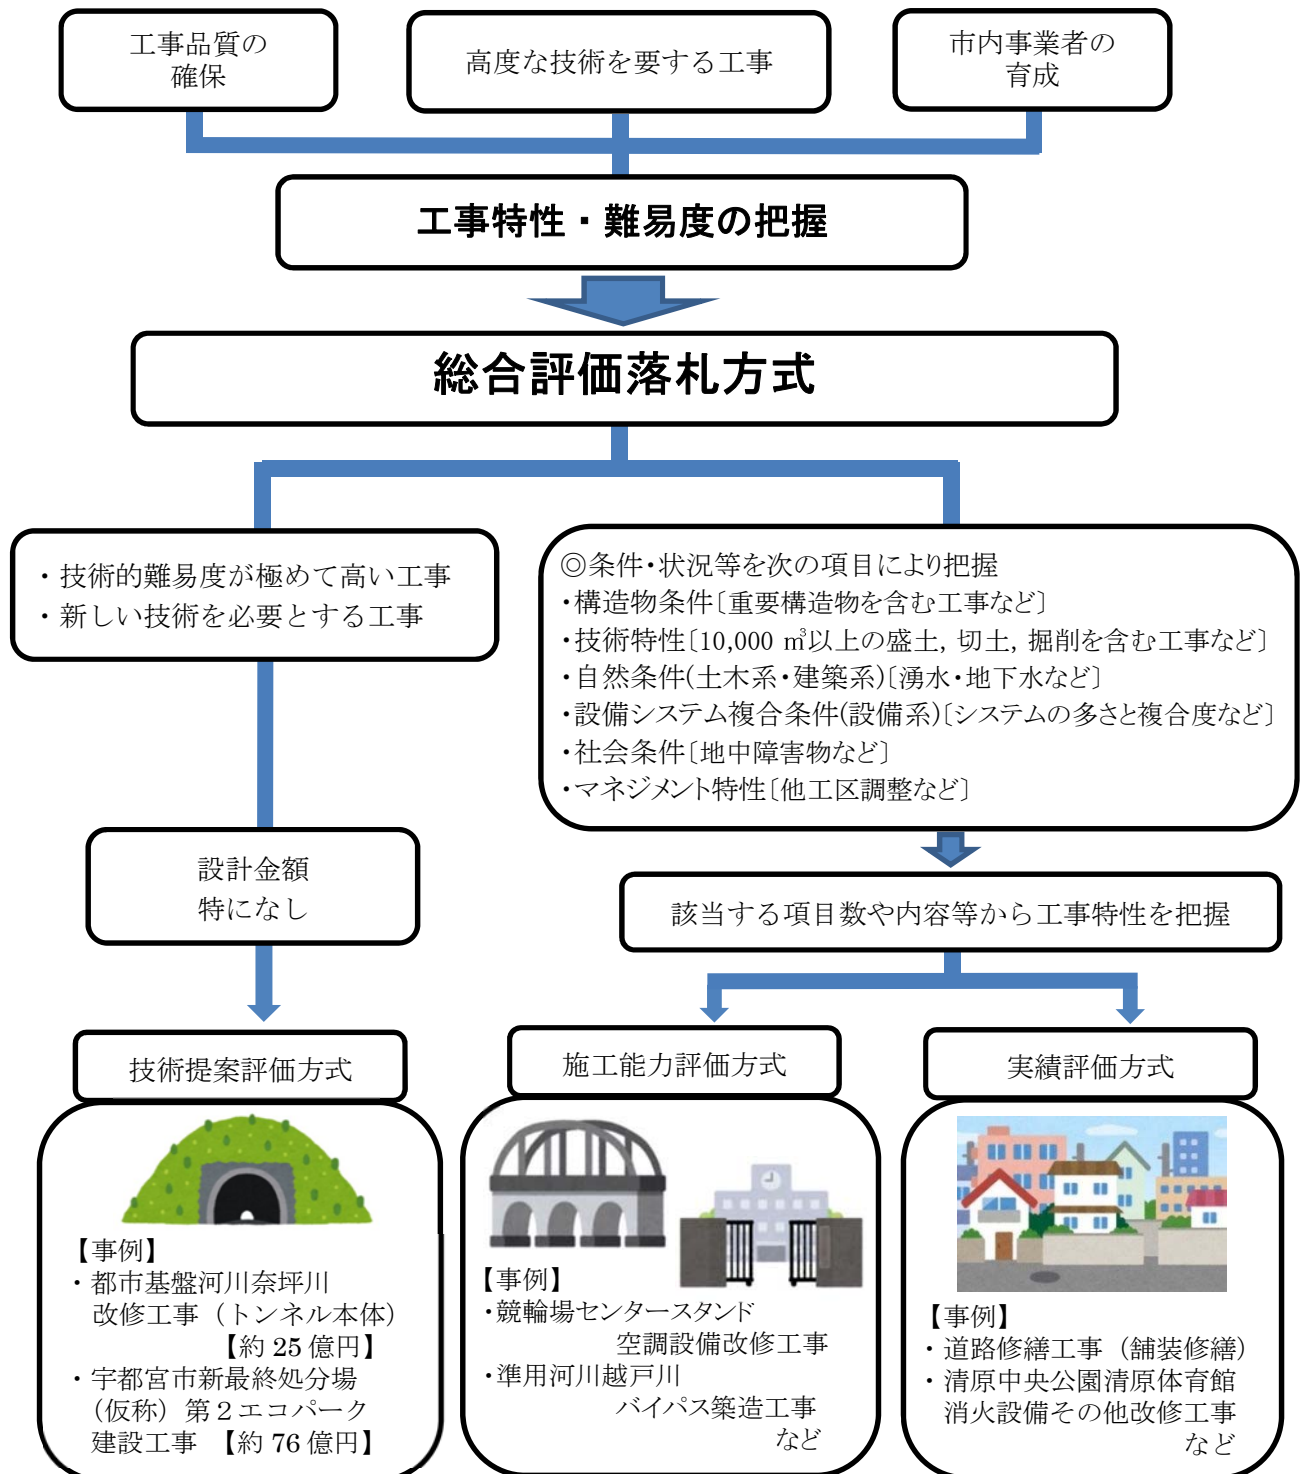 工事品質の
確保
高度な技術を要する工事
市内事業者の
育成
工事特性・難易度の把握
総合評価落札方式
・技術的難易度が極めて高い工事
・新しい技術を必要とする工事
◎条件・状況等を次の項目により把握
・構造物条件〔重要構造物を含む工事など〕
・技術特性〔10,000 ㎥以上の盛土, 切土, 掘削を含む工事など〕
・自然条件(土木系・建築系)〔湧水・地下水など〕
・設備システム複合条件(設備系)〔システムの多さと複合度など〕
・社会条件〔地中障害物など〕
・マネジメント特性〔他工区調整など〕
設計金額
特になし
該当する項目数や内容等から工事特性を把握
技術提案評価方式
【事例】
・都市基盤河川奈坪川
改修工事（トンネル本体）
【約 25 億円】
・宇都宮市新最終処分場
（仮称）第２エコパーク
建設工事 【約 76 億円】
施工能力評価方式
【事例】
・競輪場センタースタンド
空調設備改修工事
・準用河川越戸川
バイパス築造工事
など
実績評価方式
【事例】
・道路修繕工事（舗装修繕）
・清原中央公園清原体育館
消火設備その他改修工事
など